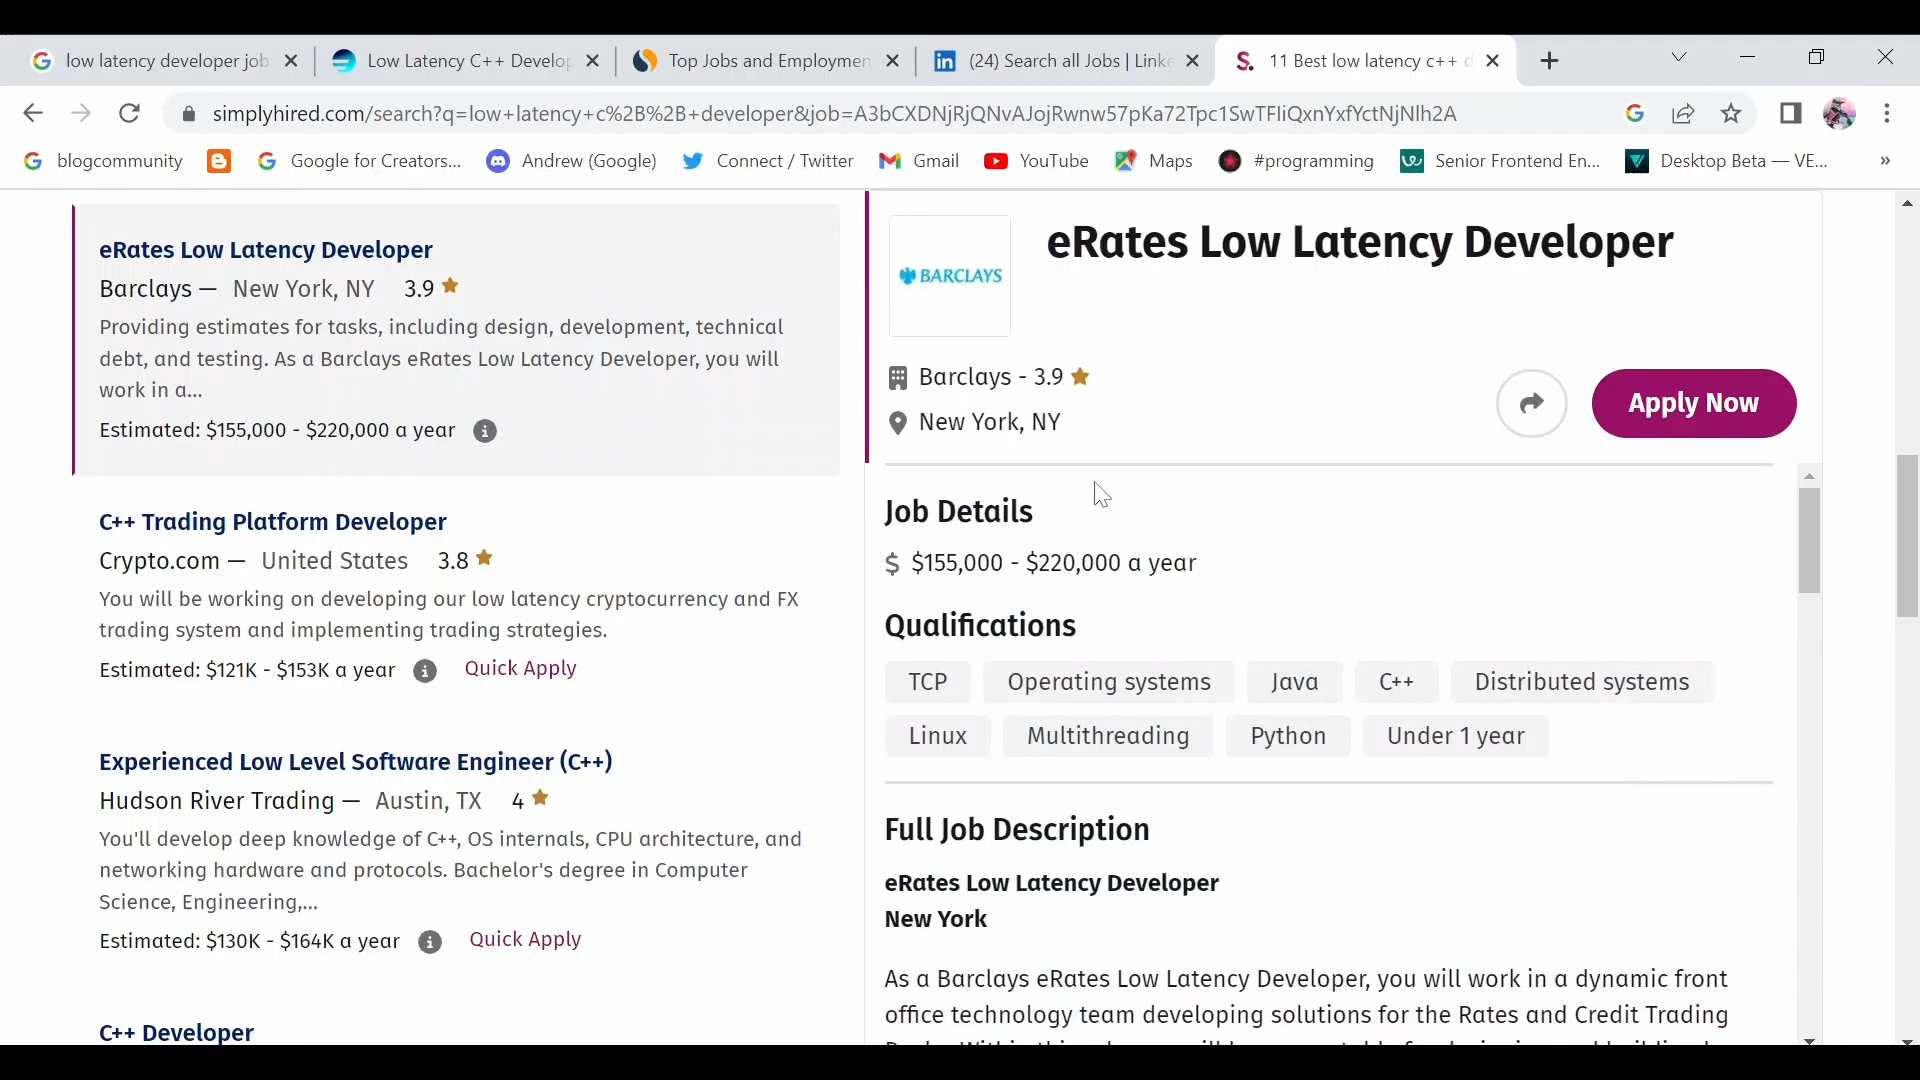 low latency developer job
Low Latency C++ Develop
Top Jobs and Employmen
(24) Search all Jobs | Linke
11 Best low latency c++ d
simplyhired.com/search?q=low+latency+c%2B%2B+developer&job=A3bCXDNjRjQNvAJojRwnw57pKa72Tpc1SwTFIiQxnYxfYctNjNlh2A
blogcommunity
Google for Creators...
Andrew (Google)
Connect / Twitter
Gmail
YouTube
Maps
#programming
Senior Frontend En...
Desktop Beta — VE...
»
eRates Low Latency Developer
Barclays — New York, NY 3.9
Providing estimates for tasks, including design, development, technical
debt, and testing. As a Barclays eRates Low Latency Developer, you will
work in a...
Estimated: $155,000 - $220,000 a year
C++ Trading Platform Developer
Crypto.com — United States 3.8
You will be working on developing our low latency cryptocurrency and FX
trading system and implementing trading strategies.
Estimated: $121K - $153K a year Quick Apply
Experienced Low Level Software Engineer (C++)
Hudson River Trading — Austin, TX 4
You'll develop deep knowledge of C++, OS internals, CPU architecture, and
networking hardware and protocols. Bachelor's degree in Computer
Science, Engineering,...
Estimated: $130K - $164K a year Quick Apply
C++ Developer
BARCLAYS
eRates Low Latency Developer
Barclays - 3.9
New York, NY
Apply Now
Job Details
$ $155,000 - $220,000 a year
Qualifications
TCP Operating systems Java C++ Distributed systems
Linux Multithreading Python Under 1 year
Full Job Description
eRates Low Latency Developer
New York
As a Barclays eRates Low Latency Developer, you will work in a dynamic front
office technology team developing solutions for the Rates and Credit Trading